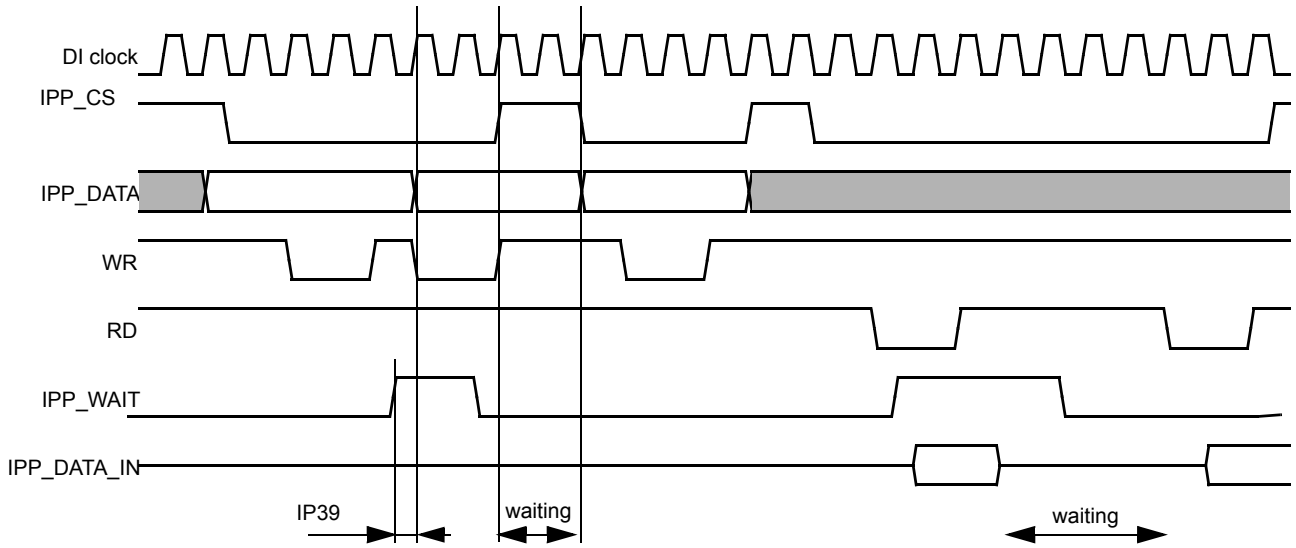 DI clock
IPP_CS
IPP_DATA
WR
RD
IPP_WAIT
IPP_DATA_IN
IP39
waiting
waiting